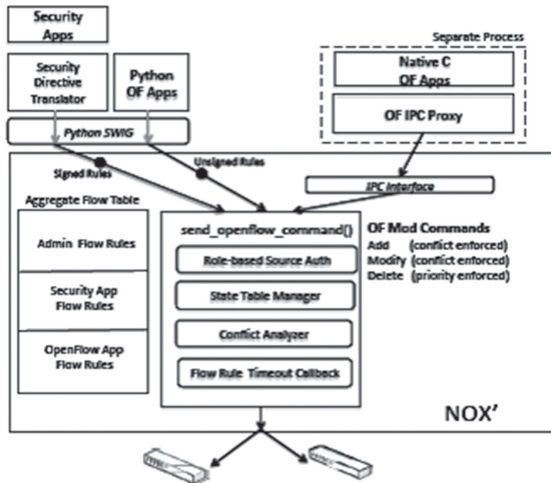 Security
Apps
Security
Directive
Translator
Python
OF Apps
Separate Process
Native C
OF Apps
OF IPC Proxy
Python SWIG
Signed Rules
Unsigned Rules
IPC Interface
Aggregate Flow Table
Admin Flow Rules
Security App
Flow Rules
OpenFlow App
Flow Rules
send_openflow_command()
Role-based Source Auth
State Table Manager
Conflict Analyzer
Flow Rule Timeout Callback
OF Mod Commands
Add (conflict enforced)
Modify (conflict enforced)
Delete (priority enforced)
NOX'